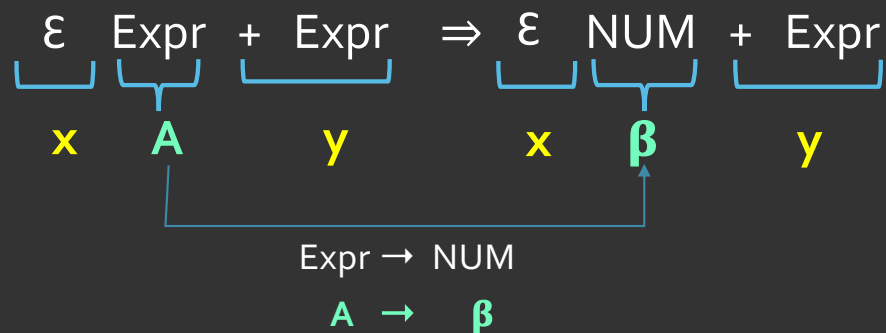 ℇ Expr + Expr ⇒ ℇ NUM + Expr
x A y x β y
Expr → NUM
A → β